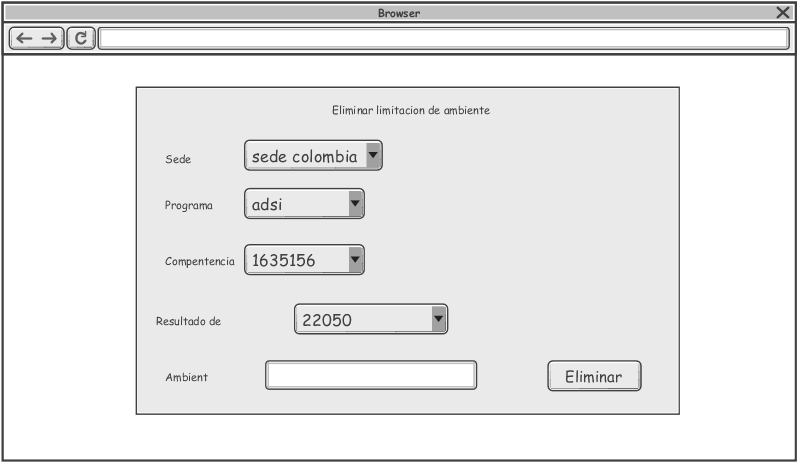 Browser
Eliminar limitacion de ambiente
Sede
sede colombia
Programa
adsi
Compentencia
1635156
Resultado de
22050
Ambient
Eliminar